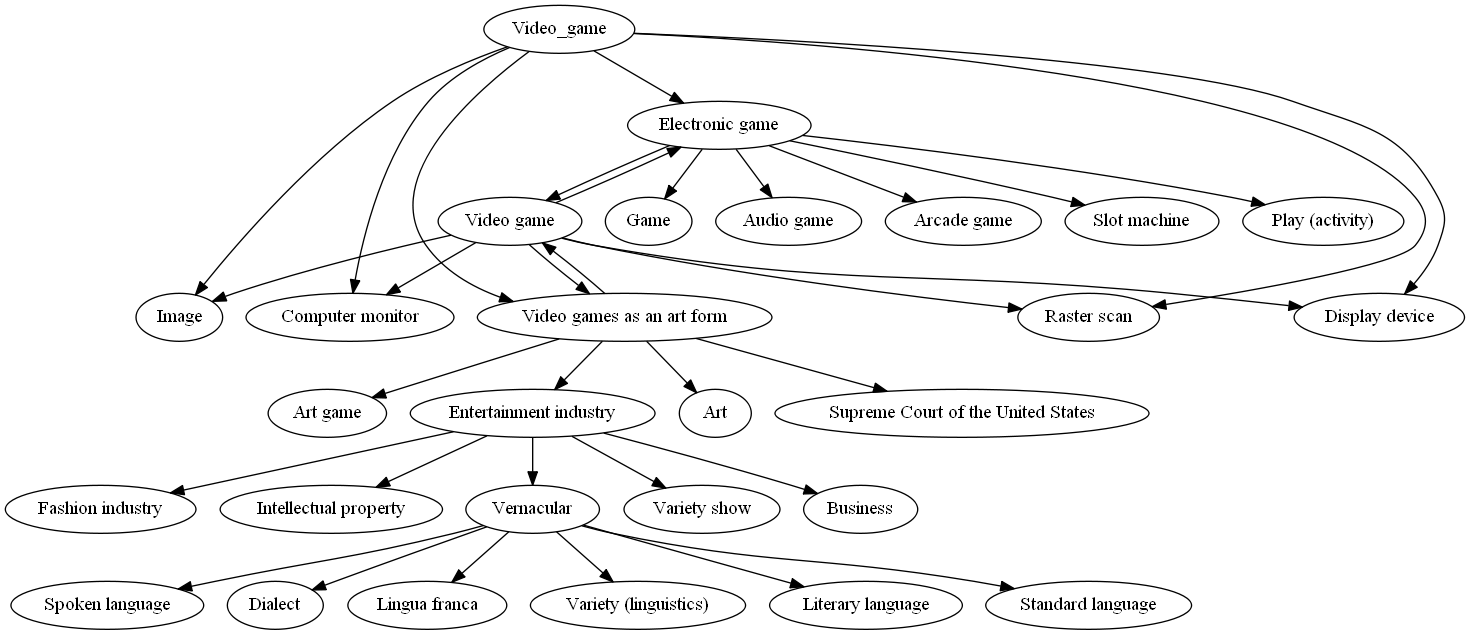 Video_game
Electronic game
Video game
Game
Audio game
Arcade game
Slot machine
Play (activity)
Image
Computer monitor
Video games as an art form
Raster scan
Display device
Art game
Entertainment industry
Art
Supreme Court of the United States
Fashion industry
Intellectual property
Vernacular
Variety show
Business
Spoken language
Dialect
Lingua franca
Variety (linguistics)
Literary language
Standard language